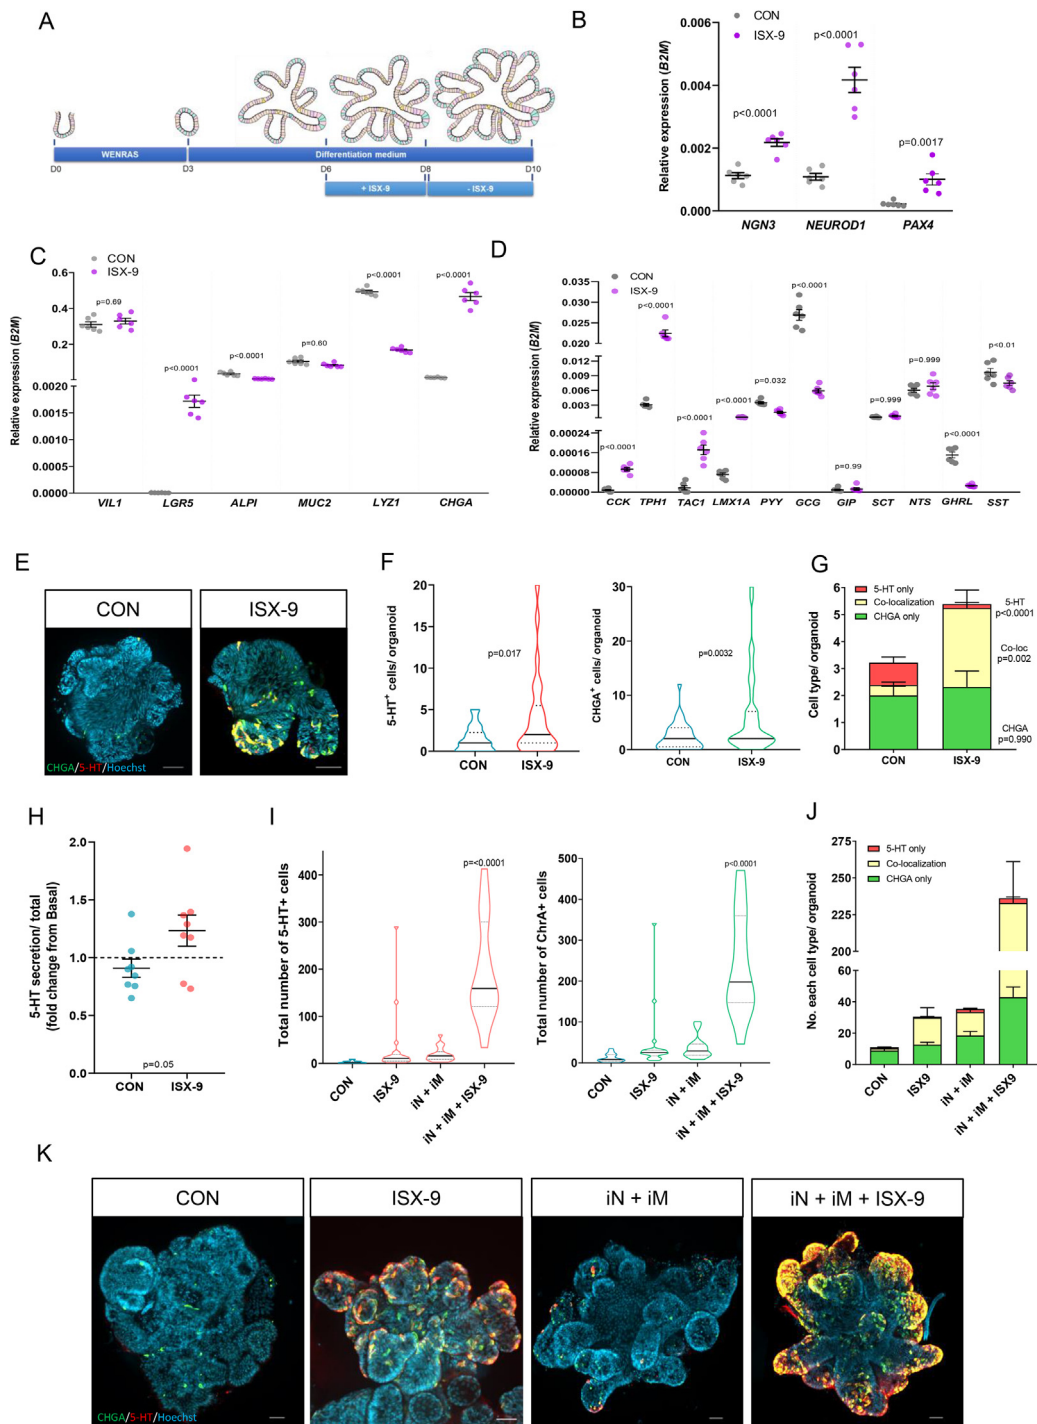 A
WENRAS
Differentiation medium
D0
D3
D6
D8
D10
+ ISX-9
- ISX-9
B
CON
ISX-9
Relative expression (B2M)
0.006
0.004
0.002
0.000
p<0.0001
p<0.0001
p=0.0017
NGN3
NEUROD1
PAX4
C
CON
ISX-9
Relative expression (B2M)
0.6
0.4
0.2
0.0020
0.0015
0.0010
0.0005
0.0000
p=0.69
p<0.0001
p<0.0001
p=0.60
p<0.0001
p<0.0001
VIL1
LGR5
ALPI
MUC2
LYZ1
CHGA
D
CON
ISX-9
Relative expression (B2M)
0.035
0.030
0.025
0.020
0.015
0.010
0.009
0.006
0.003
0.00024
0.00016
0.00008
0.00000
p<0.0001
p<0.0001
p<0.0001
p<0.0001
p=0.032
p<0.0001
p=0.99
p=0.999
p=0.999
p<0.0001
p<0.01
CCK
TPH1
TAC1
LMX1A
PYY
GCG
GIP
SCT
NTS
GHRL
SST
E
CON
ISX-9
CHGA/5-HT/Hoechst
F
5-HT+ cells/ organoid
20
15
10
5
0
p=0.017
CON
ISX-9
CHGA+ cells/ organoid
30
20
10
0
p=0.0032
CON
ISX-9
G
5-HT only
Co-localization
CHGA only
Cell type/ organoid
6
5
4
3
2
1
0
5-HT
p<0.0001
Co-loc
p=0.002
CHGA
p=0.990
CON
ISX-9
H
5-HT secretion/ total
(fold change from Basal)
2.0
1.5
1.0
0.5
0.0
p=0.05
CON
ISX-9
I
Total number of 5-HT+ cells
400
300
200
100
0
p=<0.0001
CON
ISX-9
iN + iM
iN + iM + ISX-9
Total number of ChrA+ cells
500
400
300
200
100
0
p<0.0001
CON
ISX-9
iN + iM
iN + iM + ISX-9
J
5-HT only
Co-localization
CHGA only
No. each cell type/ organoid
275
250
225
200
60
40
20
10
0
CON
ISX9
iN + iM
iN + iM + ISX9
K
CON
ISX-9
iN + iM
iN + iM + ISX-9
CHGA/5-HT/Hoechst